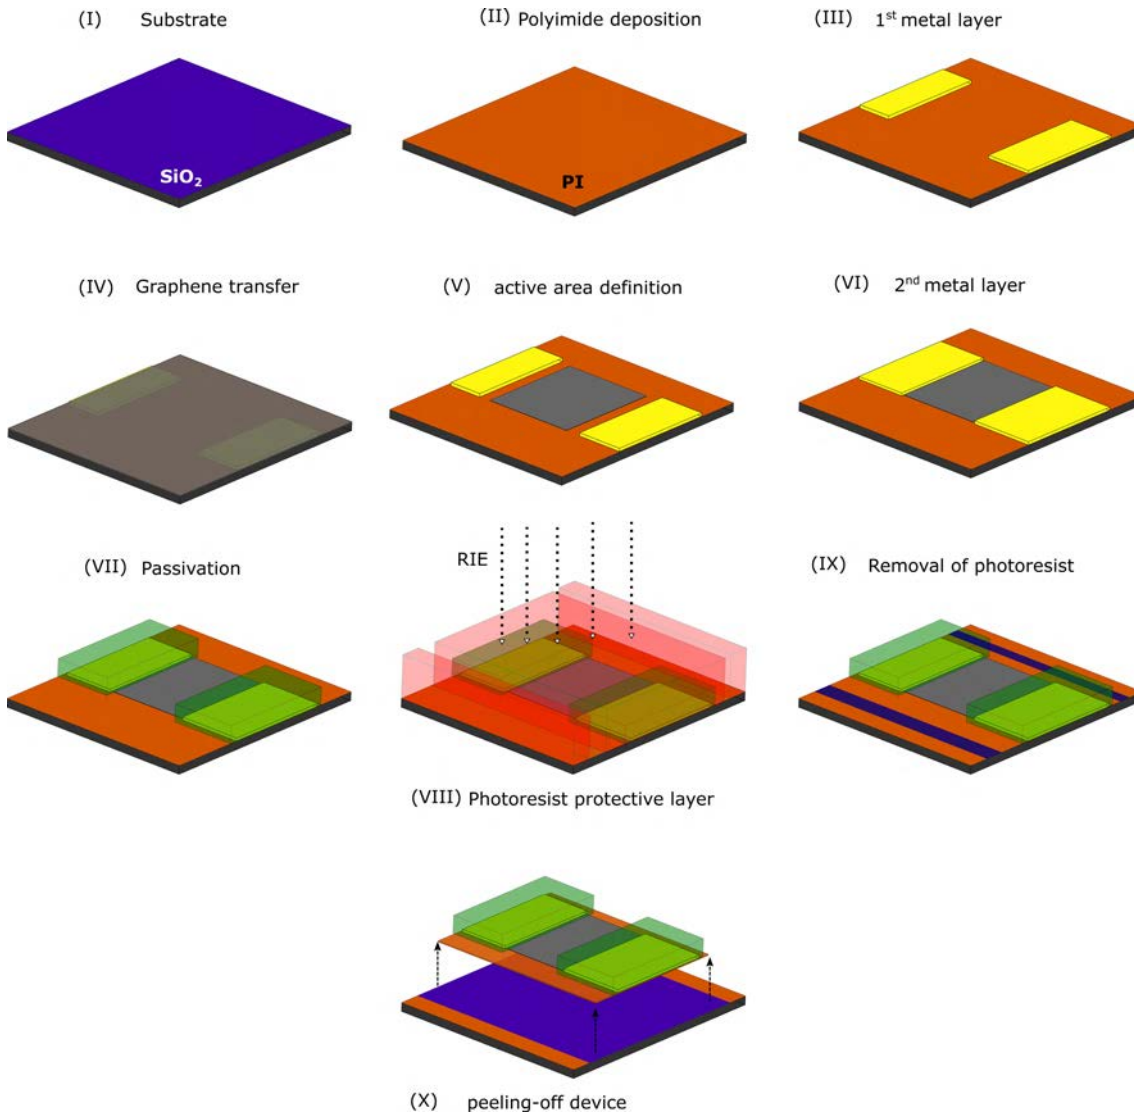 (I) Substrate
(II) Polyimide deposition
(III) 1st metal layer
SiO2
PI
(IV) Graphene transfer
(V) active area definition
(VI) 2nd metal layer
(VII) Passivation
RIE
(IX) Removal of photoresist
(VIII) Photoresist protective layer
(X) peeling-off device